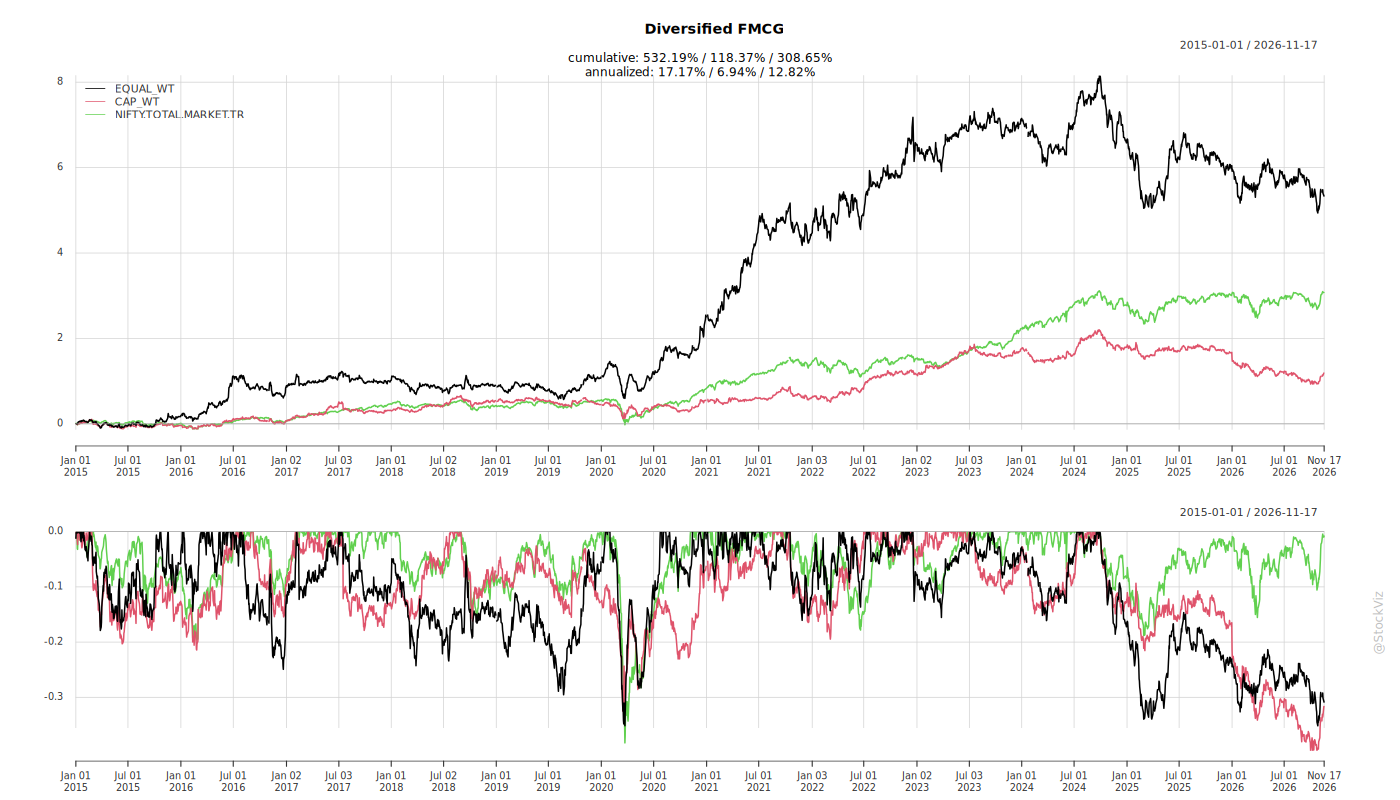 Diversified FMCG
2015-01-01 / 2026-11-17
cumulative: 532.19% / 118.37% / 308.65%
annualized: 17.17% / 6.94% / 12.82%
EQUAL_WT
CAP_WT
NIFTY.TOTAL.MARKET.TR
8
6
4
2
0
Jan 01 Jul 01 Jan 01 Jul 01 Jan 02 Jul 03 Jan 01 Jul 02 Jan 01 Jul 01 Jan 01 Jul 01 Jan 01 Jul 01 Jan 03 Jul 01 Jan 02 Jul 03 Jan 01 Jul 01 Jan 01 Jul 01 Jan 01 Jul 01 Nov 17
2015 2015 2016 2016 2017 2017 2018 2018 2019 2019 2020 2020 2021 2021 2022 2022 2023 2023 2024 2024 2025 2025 2026 2026 2026
2015-01-01 / 2026-11-17
0.0
-0.1
-0.2
-0.3
Jan 01 Jul 01 Jan 01 Jul 01 Jan 02 Jul 03 Jan 01 Jul 02 Jan 01 Jul 01 Jan 01 Jul 01 Jan 01 Jul 01 Jan 03 Jul 01 Jan 02 Jul 03 Jan 01 Jul 01 Jan 01 Jul 01 Jan 01 Jul 01 Nov 17
2015 2015 2016 2016 2017 2017 2018 2018 2019 2019 2020 2020 2021 2021 2022 2022 2023 2023 2024 2024 2025 2025 2026 2026 2026
@StockViz